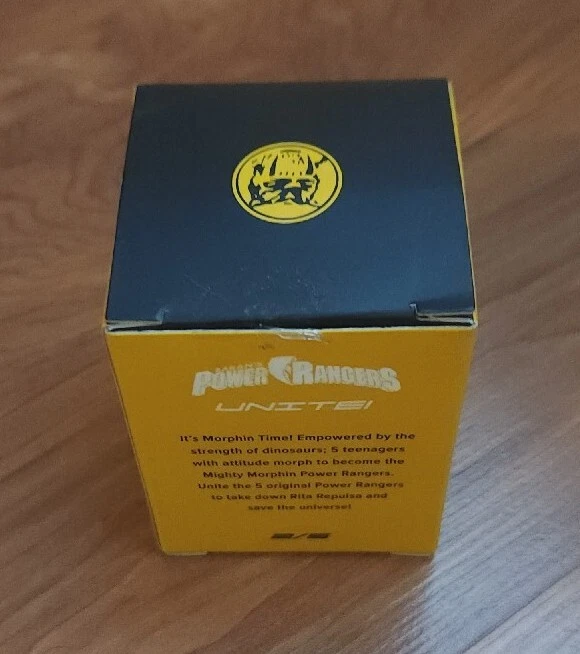 POWER RANGERS
UNITE!
It's Morphin Time! Empowered by the
strength of dinosaurs; 5 teenagers
with attitude morph to become the
Mighty Morphin Power Rangers.
Unite the 5 original Power Rangers
to take down Rita Repulsa and
save the universe!